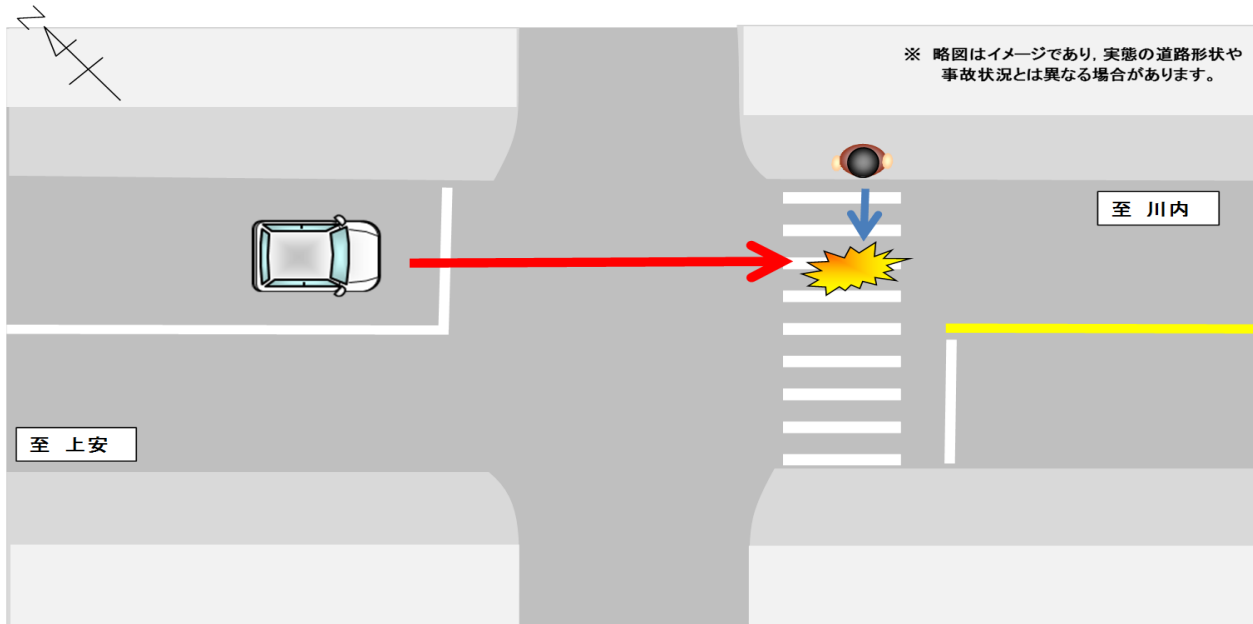 N
※ 略図はイメージであり,実態の道路形状や
事故状況とは異なる場合があります。
至 川内
至 上安